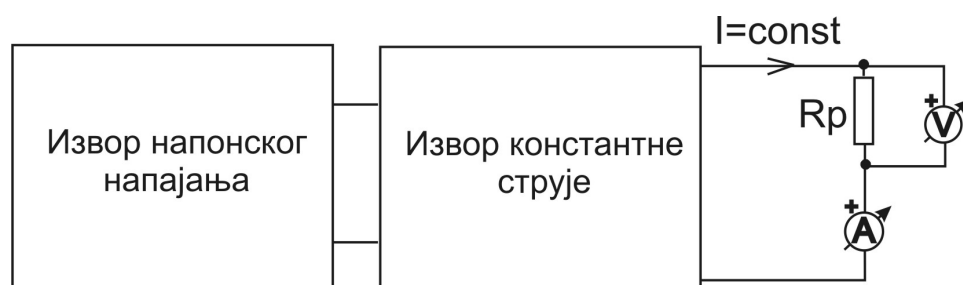 I=const
Извор напонског
напајања
Извор константне
струје
Rp
+
V
+
A